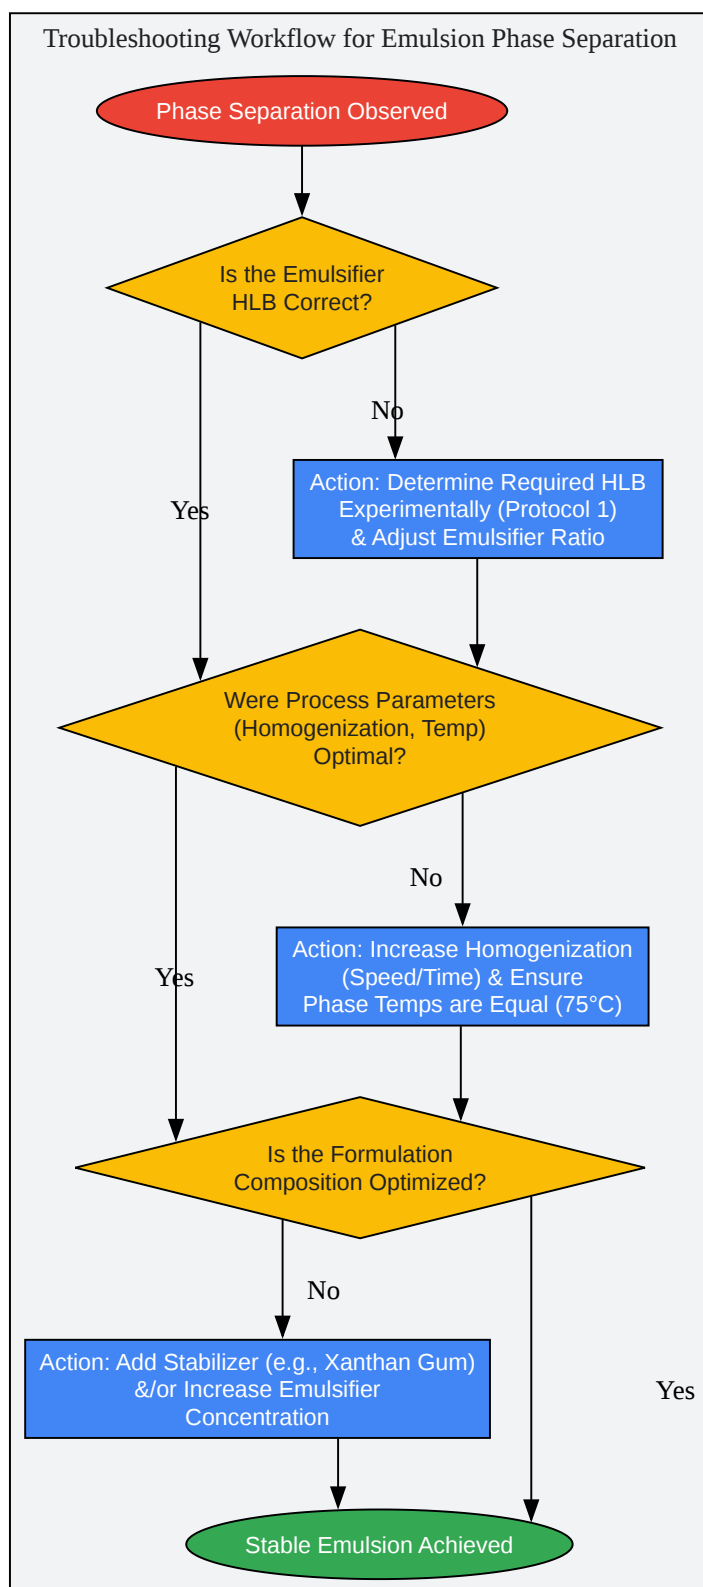 Troubleshooting Workflow for Emulsion Phase Separation
Phase Separation Observed
Is the Emulsifier
HLB Correct?
No
Action: Determine Required HLB
Experimentally (Protocol 1)
& Adjust Emulsifier Ratio
Yes
Were Process Parameters
(Homogenization, Temp)
Optimal?
No
Action: Increase Homogenization
(Speed/Time) & Ensure
Phase Temps are Equal (75°C)
Yes
Is the Formulation
Composition Optimized?
No
Action: Add Stabilizer (e.g., Xanthan Gum)
&/or Increase Emulsifier
Concentration
Yes
Stable Emulsion Achieved